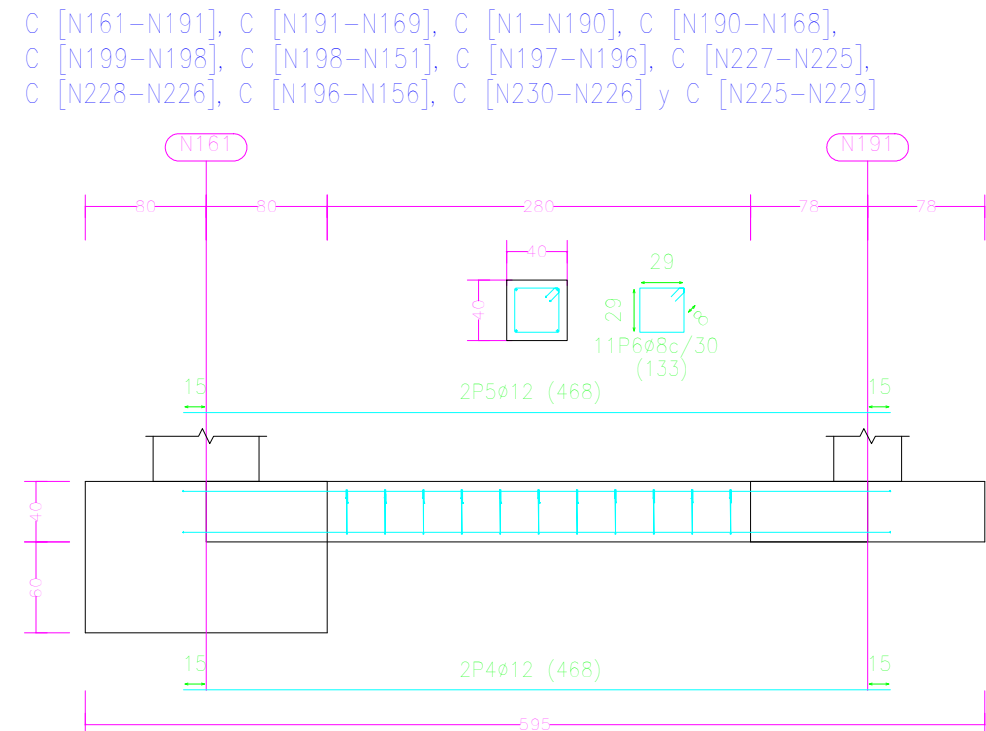 C [N161-N191], C [N191-N169], C [N1-N190], C [N190-N168],
C [N199-N198], C [N198-N151], C [N197-N196], C [N227-N225],
C [N228-N226], C [N196-N156], C [N230-N226] y C [N225-N229]
N161
N191
80
80
280
78
78
40
40
29
29
8
11P6ø8c/30
(133)
15
2P5ø12 (468)
15
40
60
15
2P4ø12 (468)
15
595